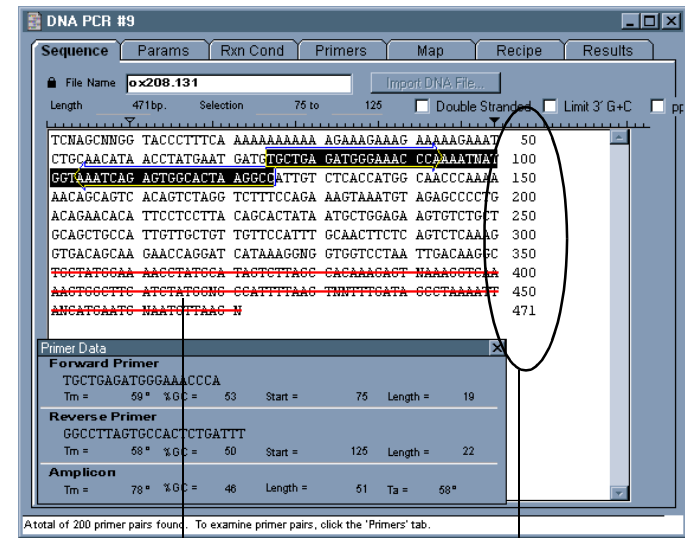 DNA PCR #9
Sequence Params Rxn Cond Primers Map Recipe Results
File Name ox208.131 Import DNA File...
Length 471bp. Selection 75 to 125 Double Stranded Limit 3' G+C pp
TCNAGCNNGG TACCCTTTCA AAAAAAAAAA AGAAAGAAAG AAAAAGAAAT 50
CTGCAACATA ACCTATGAAT GATGTGCTGA GATGGGAAAC CCAAAATNAT 100
GGTAAATCAG AGTGGCACTA AGGCCATTGT CTCACCATGG CAACCCAAAA 150
AACAGCAGTC ACAGTCTAGG TCTTTCCAGA AAGTAAATGT AGAGCCCCTG 200
ACAGAACACA TTCCTCCTTA CAGCACTATA ATGCTGGAGA AGTGTCTGCT 250
GCAGCTGCCA TTGTTGCTGT TGTTCCATTT GCAACTTCTC AGTCTCAAAG 300
GTGACAGCAA GAACCAGGAT CATAAAGGNG GTGGTCCTAA TTGACAAGGC 350
TGCTATGGAA AACCTATGCA TAGTCTTAGC CACAAAGAGT NAAAGGTCAA 400
AAGTGGCTTC ATCTATGGNG CCATTTTAAG TNNTTTGATA GCCTAAAATT 450
ANCATGAATG NAATGTTAAG N 471
Primer Data
Forward Primer
TGCTGAGATGGGAAACCCA
Tm = 59° %GC = 53 Start = 75 Length = 19
Reverse Primer
GGCCTTAGTGCCACTCTGATTT
Tm = 58° %GC = 50 Start = 125 Length = 22
Amplicon
Tm = 78° %GC = 46 Length = 51 Ta = 58°
A total of 200 primer pairs found. To examine primer pairs, click the 'Primers' tab.